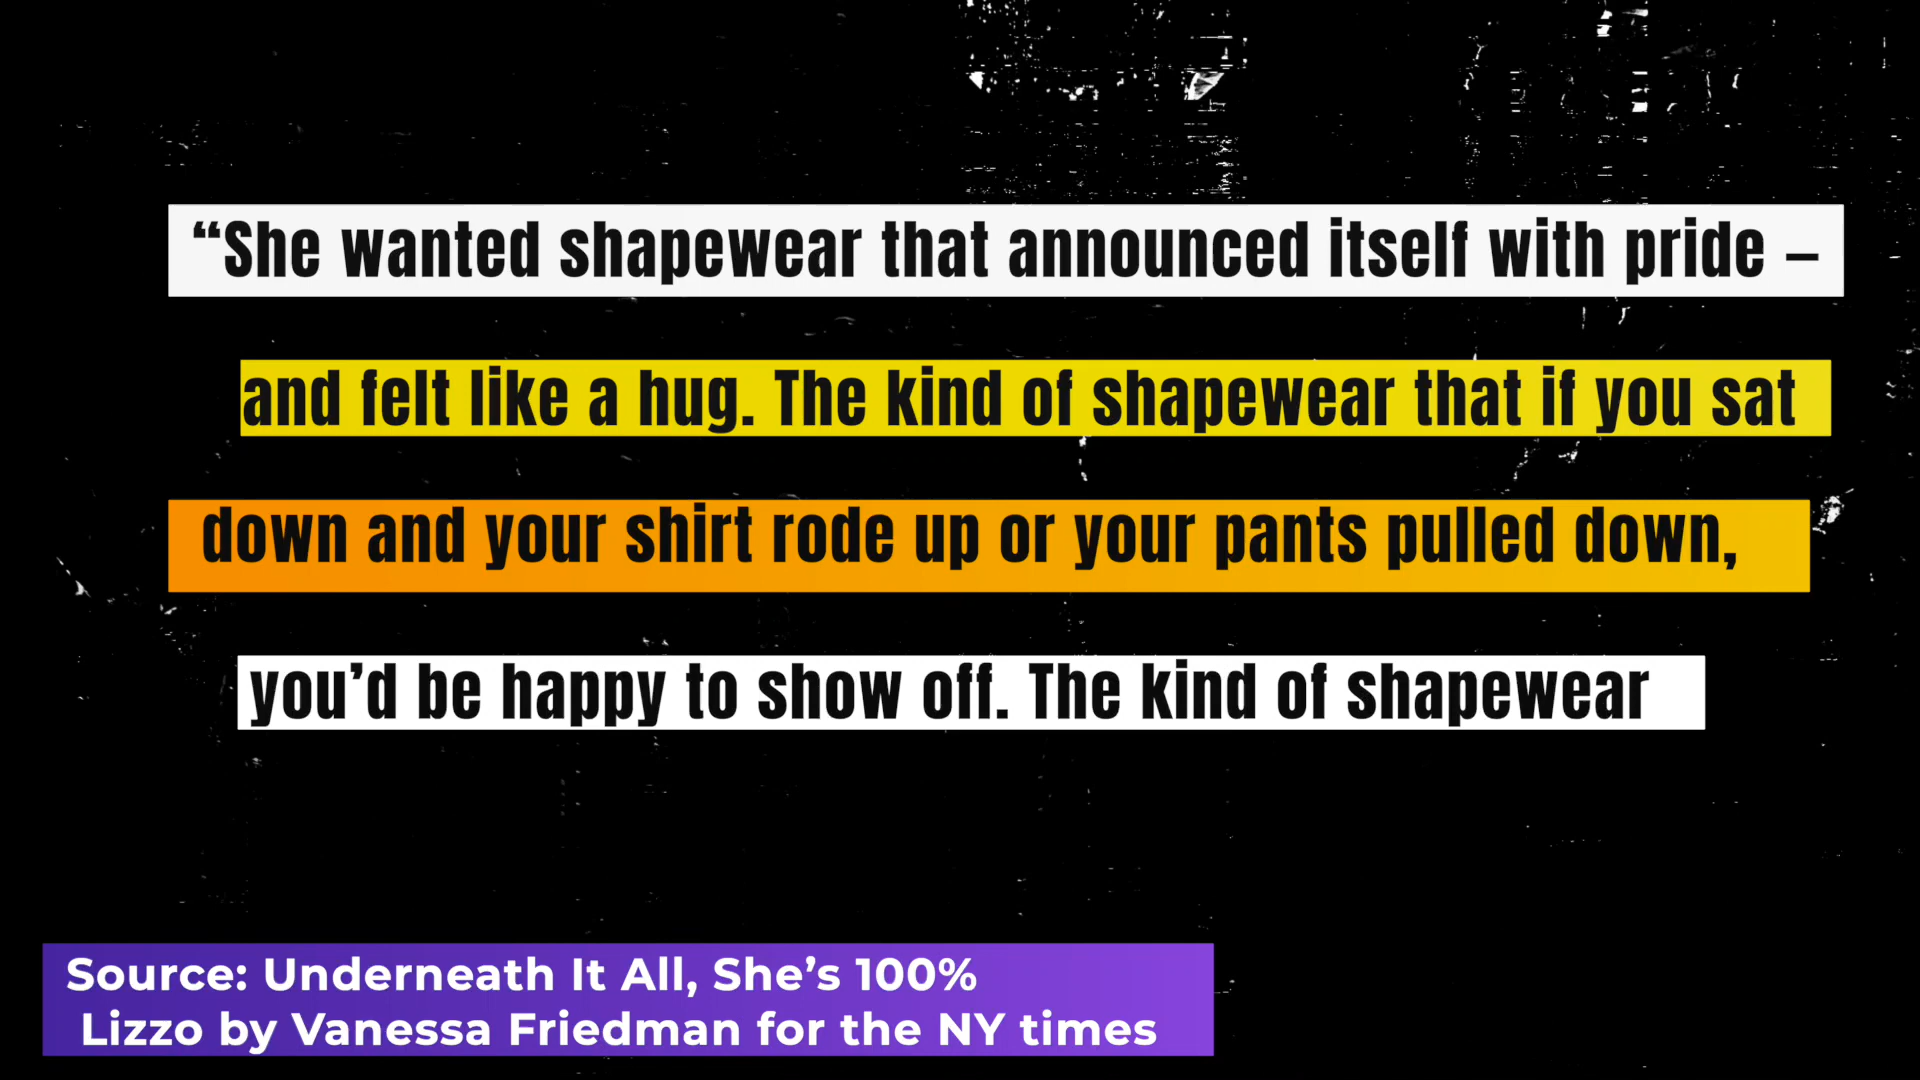 “She wanted shapewear that announced itself with pride –
and felt like a hug. The kind of shapewear that if you sat
down and your shirt rode up or your pants pulled down,
you’d be happy to show off. The kind of shapewear
Source: Underneath It All, She’s 100%
Lizzo by Vanessa Friedman for the NY times